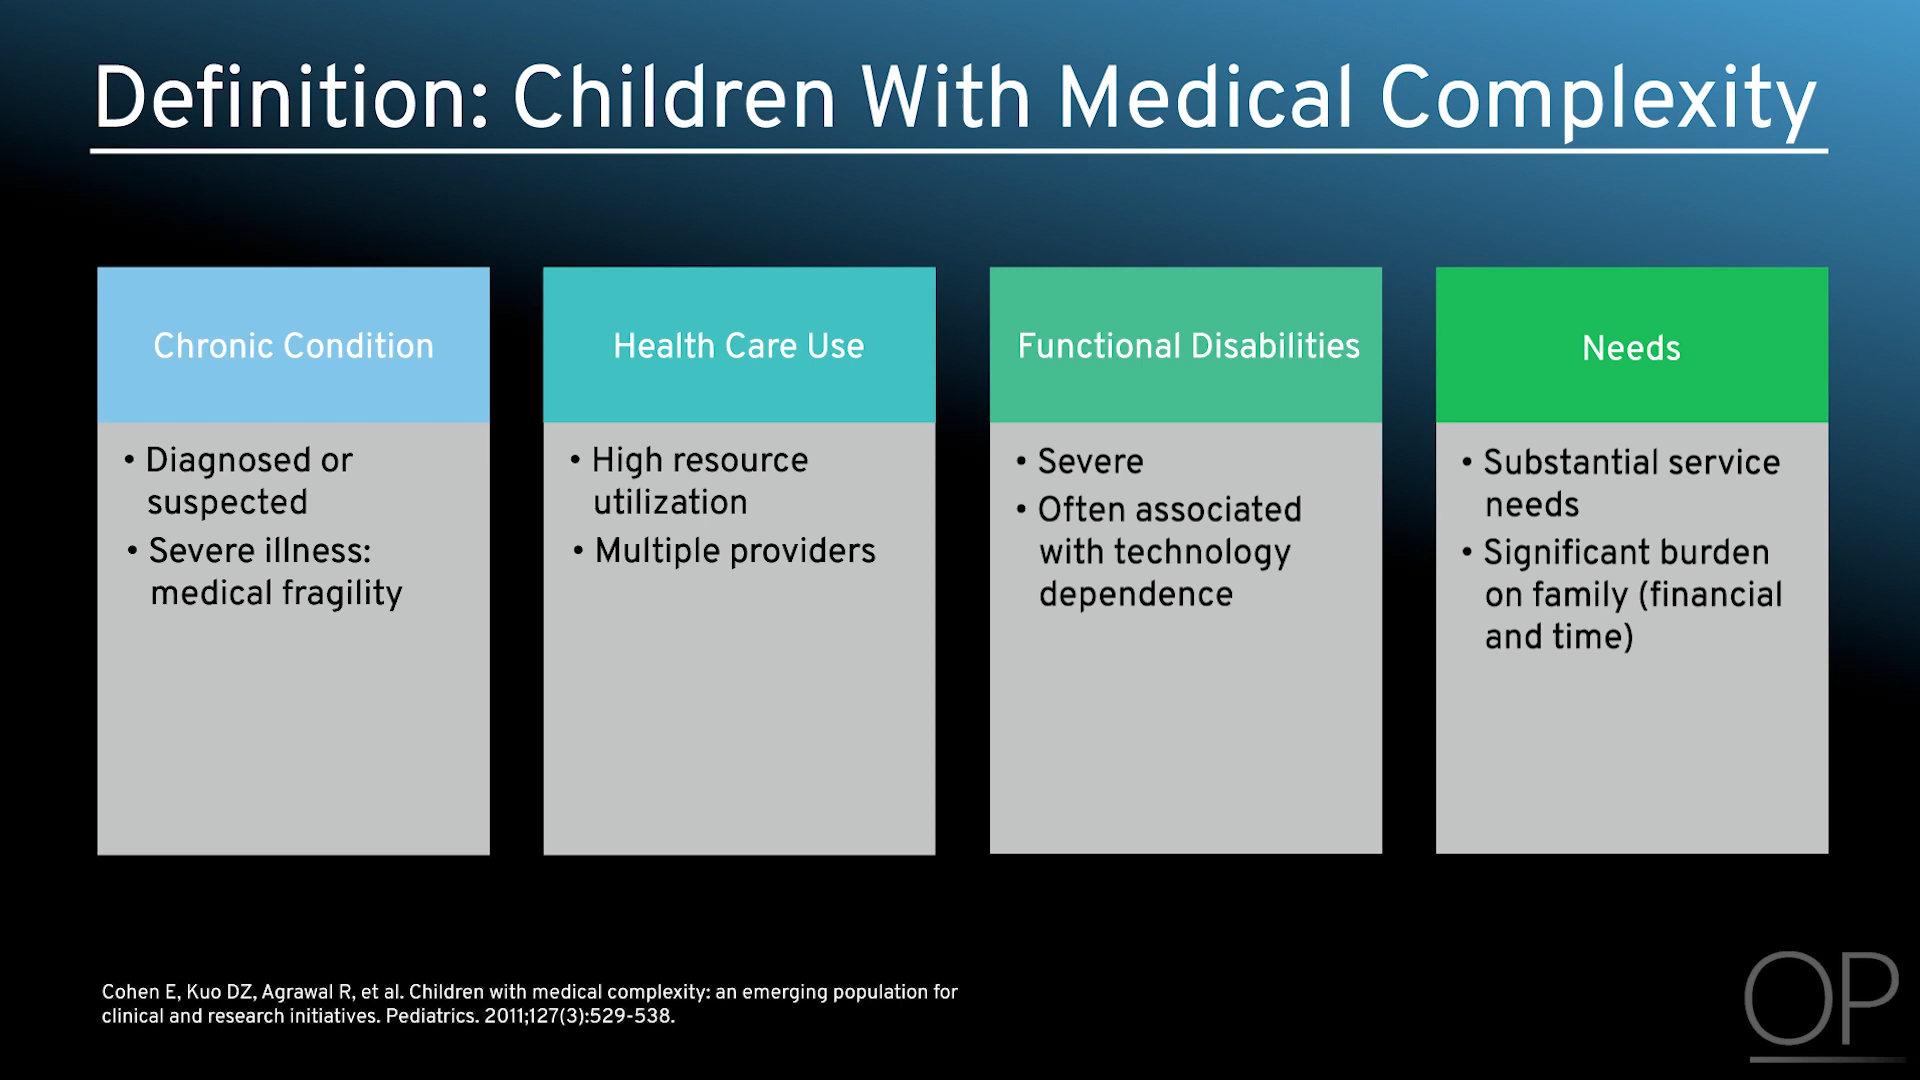 Definition: Children With Medical Complexity
Chronic Condition
• Diagnosed or
suspected
• Severe illness:
medical fragility
Health Care Use
• High resource
utilization
• Multiple providers
Functional Disabilities
• Severe
• Often associated
with technology
dependence
Needs
• Substantial service
needs
• Significant burden
on family (financial
and time)
Cohen E, Kuo DZ, Agrawal R, et al. Children with medical complexity: an emerging population for
clinical and research initiatives. Pediatrics. 2011;127(3):529-538.
OP